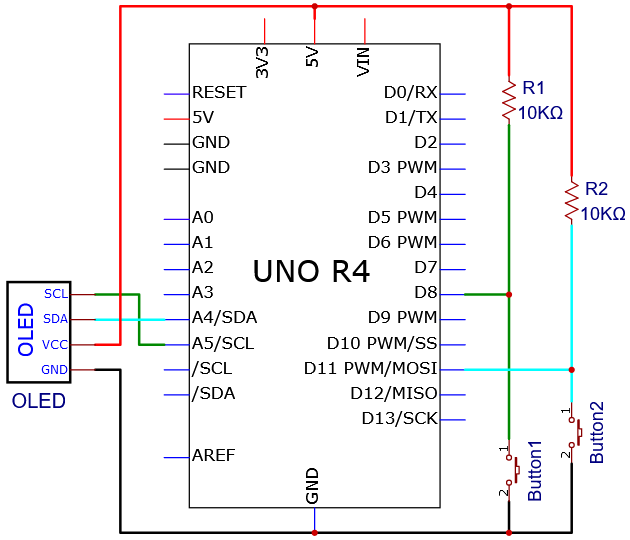 3V3
5V
VIN
RESET
5V
GND
GND
A0
A1
A2
A3
A4/SDA
A5/SCL
/SCL
/SDA
AREF
UNO R4
GND
D0/RX
D1/TX
D2
D3 PWM
D4
D5 PWM
D6 PWM
D7
D8
D9 PWM
D10 PWM/SS
D11 PWM/MOSI
D12/MISO
D13/SCK
R1
10KΩ
R2
10KΩ
OLED
SCL
SDA
VCC
GND
OLED
1
2
Button1
1
2
Button2